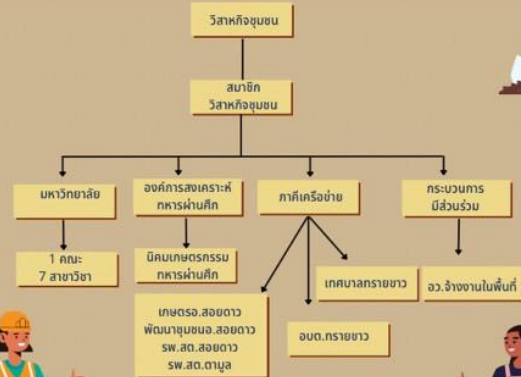 วิสาหกิจชุมชน
สมาชิก
วิสาหกิจชุมชน
มหาวิทยาลัย
องค์การสงเคราะห์
ทหารผ่านศึก
ภาคีเครือข่าย
กระบวนการ
มีส่วนร่วม
1 คณะ
7 สาขาวิชา
นิคมเกษตรกรรม
ทหารผ่านศึก
เทศบาลทรายขาว
อว.จ้างงานในพื้นที่
เกษตรอ.สอยดาว
พัฒนาชุมชนอ.สอยดาว
รพ.สต.สอยดาว
รพ.สต.ตามูล
อบต.ทรายขาว